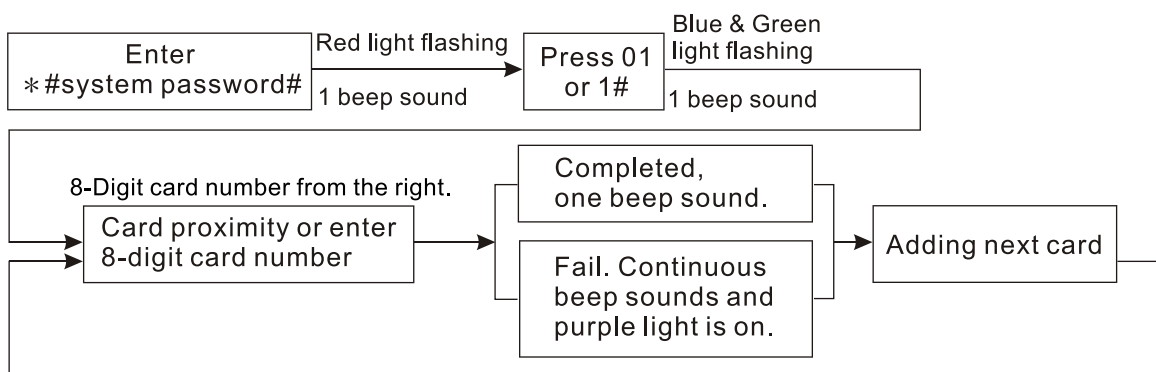 Enter
*#system password#
Red light flashing
1 beep sound
Press 01
or 1#
Blue & Green
light flashing
1 beep sound
8-Digit card number from the right.
Card proximity or enter
8-digit card number
Completed,
one beep sound.
Fail. Continuous
beep sounds and
purple light is on.
Adding next card